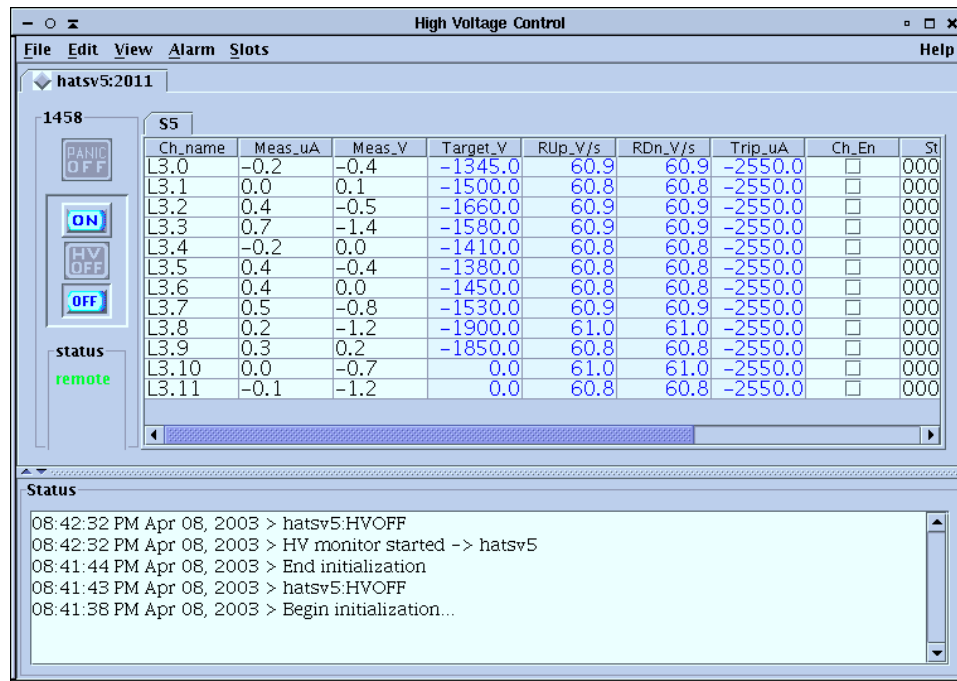 High Voltage Control
File Edit View Alarm Slots Help
hatsv5:2011
1458
S5
PANIC OFF
ON
HV OFF
OFF
status
remote
Ch_name Meas_uA Meas_V Target_V RUp_V/s RDn_V/s Trip_uA Ch_En St
L3.0 -0.2 -0.4 -1345.0 60.9 60.9 -2550.0 000
L3.1 0.0 0.1 -1500.0 60.8 60.8 -2550.0 000
L3.2 0.4 -0.5 -1660.0 60.9 60.9 -2550.0 000
L3.3 0.7 -1.4 -1580.0 60.9 60.9 -2550.0 000
L3.4 -0.2 0.0 -1410.0 60.8 60.8 -2550.0 000
L3.5 0.4 -0.4 -1380.0 60.8 60.8 -2550.0 000
L3.6 0.4 0.0 -1450.0 60.8 60.8 -2550.0 000
L3.7 0.5 -0.8 -1530.0 60.9 60.9 -2550.0 000
L3.8 0.2 -1.2 -1900.0 61.0 61.0 -2550.0 000
L3.9 0.3 0.2 -1850.0 60.8 60.8 -2550.0 000
L3.10 0.0 -0.7 0.0 61.0 61.0 -2550.0 000
L3.11 -0.1 -1.2 0.0 60.8 60.8 -2550.0 000
Status
08:42:32 PM Apr 08, 2003 > hatsv5:HVOFF
08:42:32 PM Apr 08, 2003 > HV monitor started -> hatsv5
08:41:44 PM Apr 08, 2003 > End initialization
08:41:43 PM Apr 08, 2003 > hatsv5:HVOFF
08:41:38 PM Apr 08, 2003 > Begin initialization...